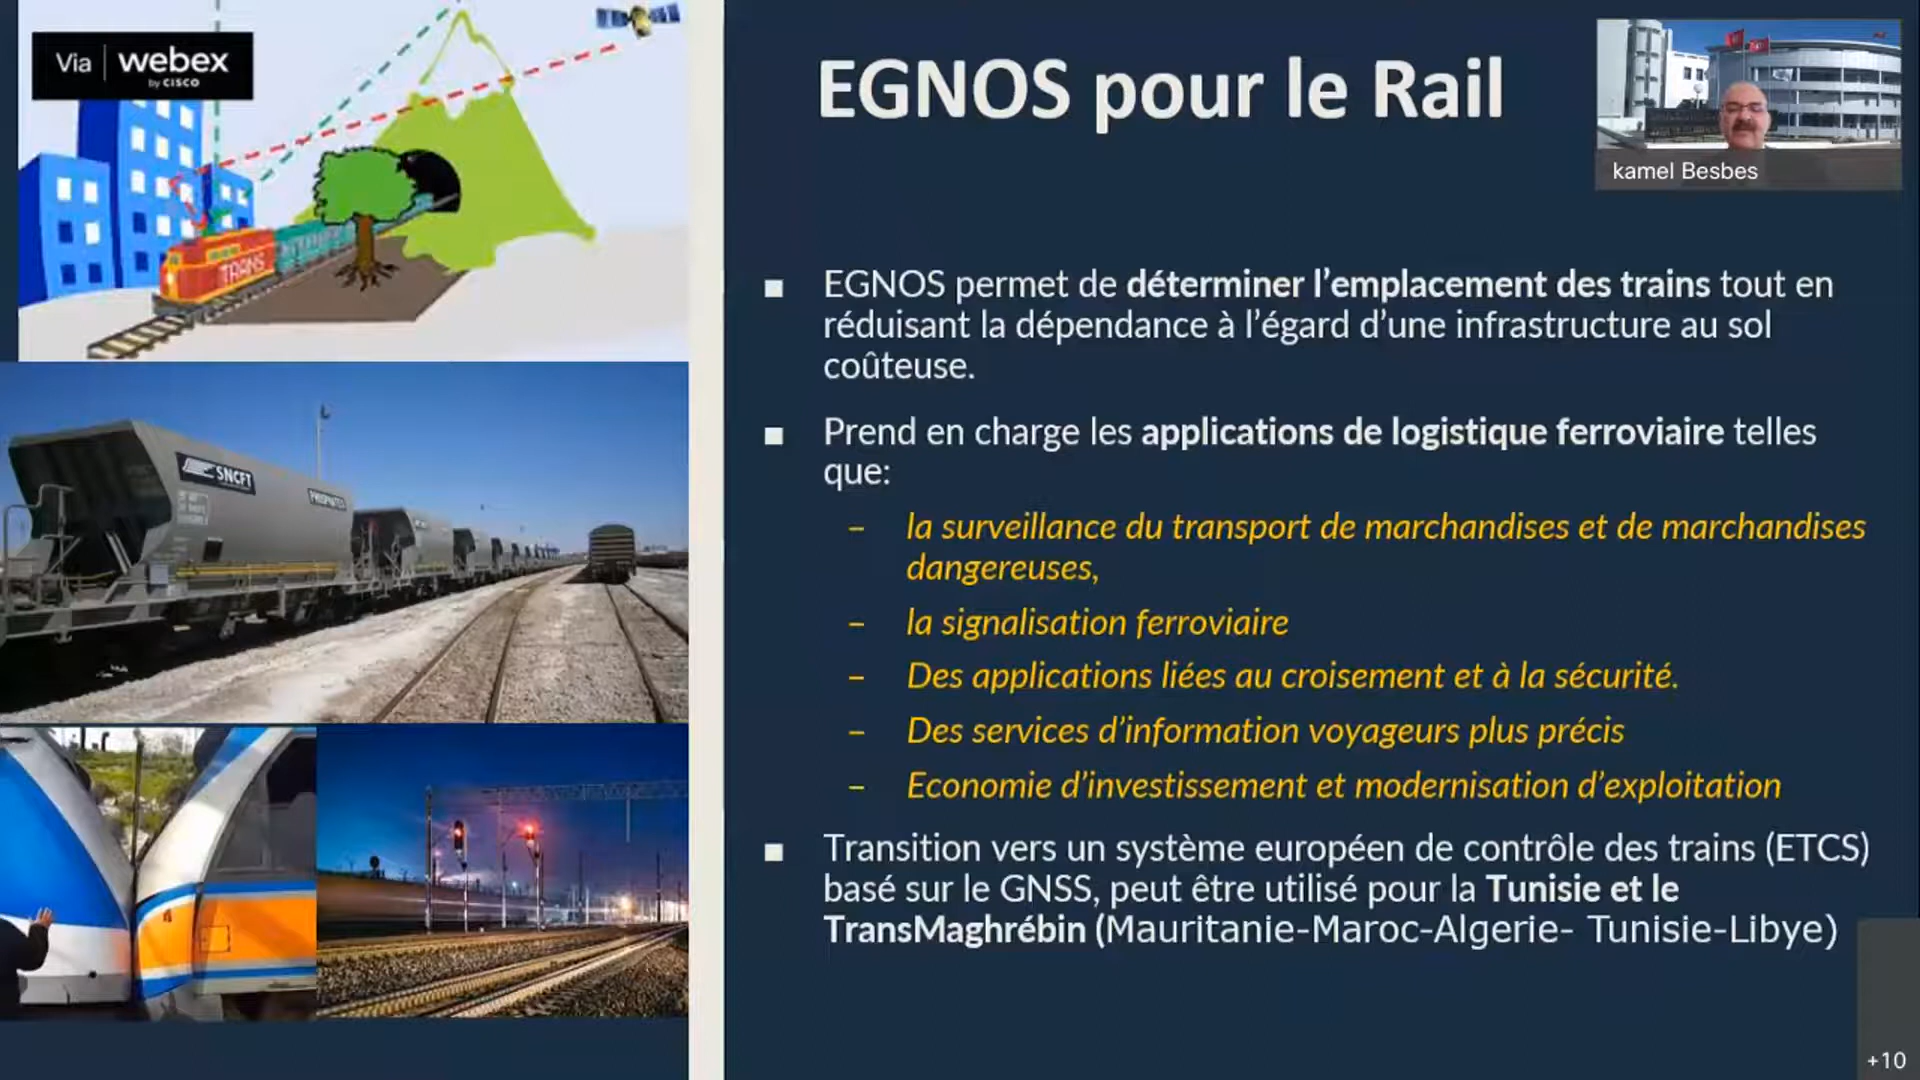 Via webex
by CISCO
EGNOS pour le Rail
kamel Besbes
TRANS
SNCFT
PHOSPHATES
▪ EGNOS permet de déterminer l'emplacement des trains tout en
réduisant la dépendance à l'égard d'une infrastructure au sol
coûteuse.
▪ Prend en charge les applications de logistique ferroviaire telles
que:
– la surveillance du transport de marchandises et de marchandises
dangereuses,
– la signalisation ferroviaire
– Des applications liées au croisement et à la sécurité.
– Des services d'information voyageurs plus précis
– Economie d'investissement et modernisation d'exploitation
▪ Transition vers un système européen de contrôle des trains (ETCS)
basé sur le GNSS, peut être utilisé pour la Tunisie et le
TransMaghrébin (Mauritanie-Maroc-Algerie- Tunisie-Libye)
+10